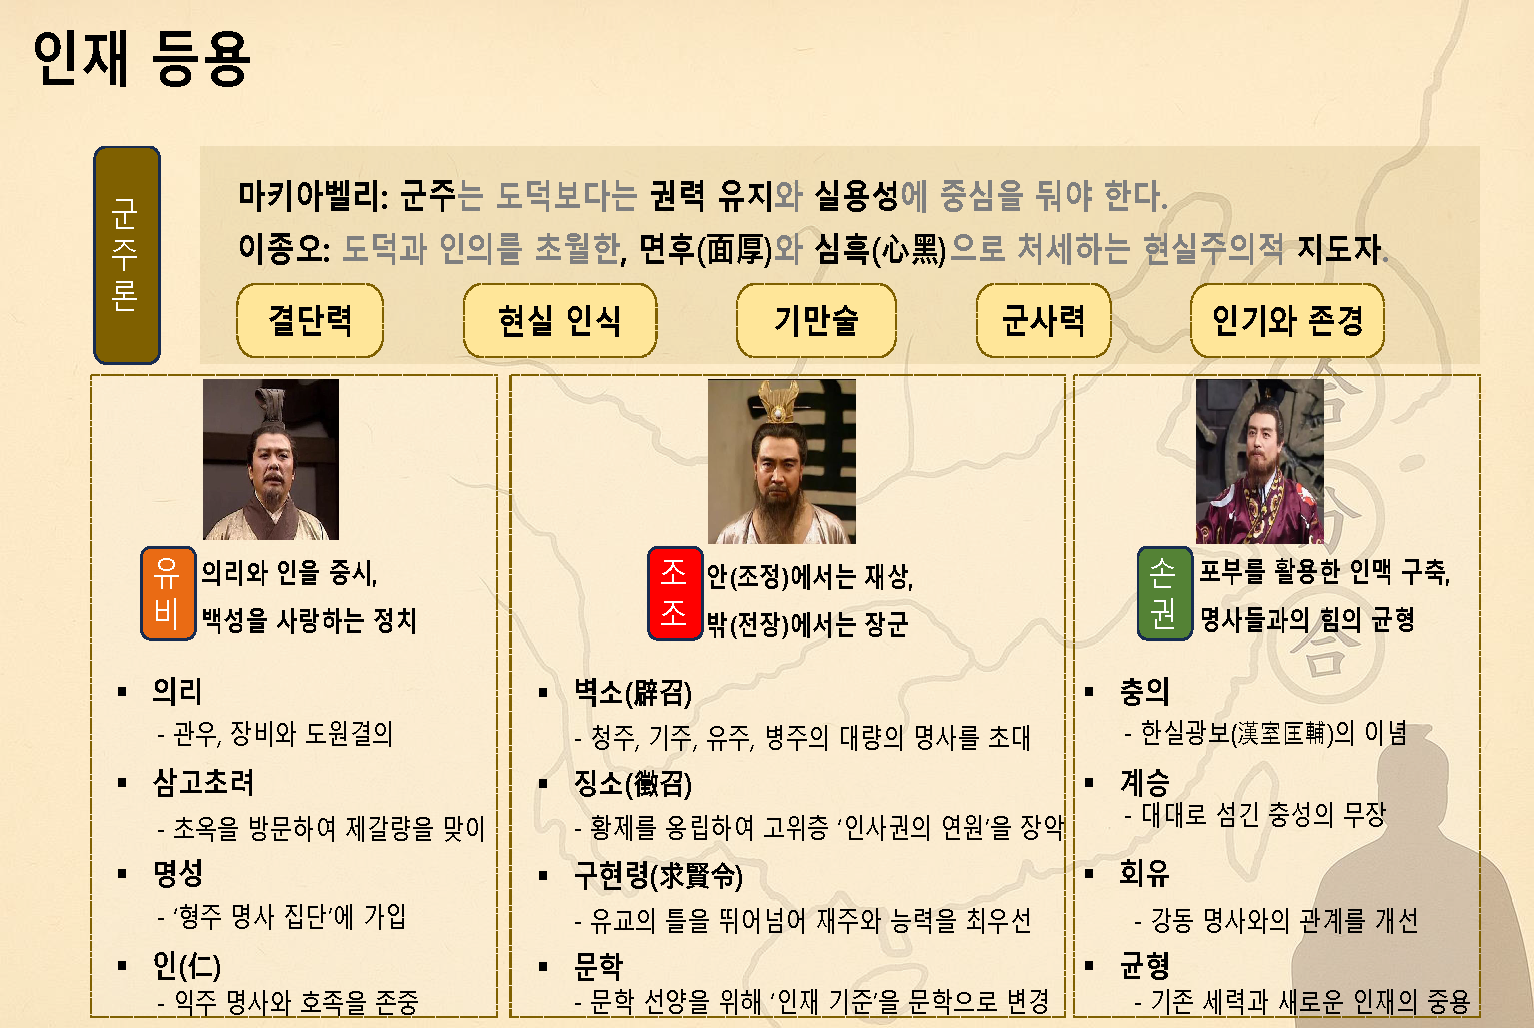 인재 등용
군주론
마키아벨리: 군주는 도덕보다는 권력 유지와 실용성에 중심을 둬야 한다.
이종오: 도덕과 인의를 초월한, 면후(面厚)와 심흑(心黑)으로 처세하는 현실주의적 지도자.
결단력
현실 인식
기만술
군사력
인기와 존경
유비
의리와 인을 중시,
백성을 사랑하는 정치
▪ 의리
- 관우, 장비와 도원결의
▪ 삼고초려
- 초옥을 방문하여 제갈량을 맞이
▪ 명성
- ‘형주 명사 집단’에 가입
▪ 인(仁)
- 익주 명사와 호족을 존중
조조
안(조정)에서는 재상,
밖(전장)에서는 장군
▪ 벽소(辟召)
- 청주, 기주, 유주, 병주의 대량의 명사를 초대
▪ 징소(徵召)
- 황제를 옹립하여 고위층 ‘인사권의 연원’을 장악
▪ 구현령(求賢令)
- 유교의 틀을 뛰어넘어 재주와 능력을 최우선
▪ 문학
- 문학 선양을 위해 ‘인재 기준’을 문학으로 변경
손권
포부를 활용한 인맥 구축,
명사들과의 힘의 균형
▪ 충의
- 한실광보(漢室匡輔)의 이념
▪ 계승
- 대대로 섬긴 충성의 무장
▪ 회유
- 강동 명사와의 관계를 개선
▪ 균형
- 기존 세력과 새로운 인재의 중용
合
分
合